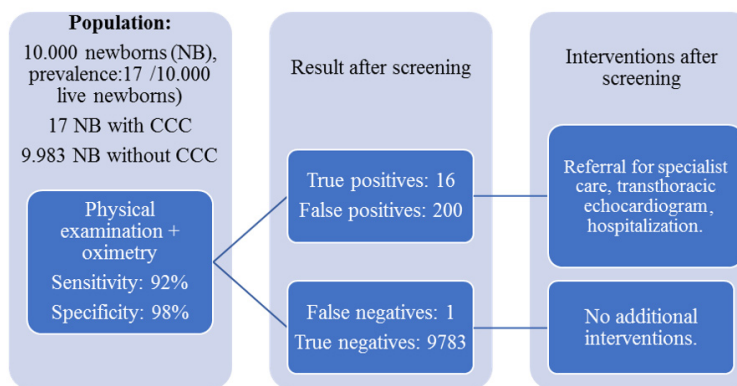 Population:
10.000 newborns (NB),
prevalence:17 /10.000
live newborns)
17 NB with CCC
9.983 NB without CCC
Physical
examination +
oximetry
Sensitivity: 92%
Specificity: 98%
Result after screening
True positives: 16
False positives: 200
False negatives: 1
True negatives: 9783
Interventions after
screening
Referral for specialist
care, transthoracic
echocardiogram,
hospitalization.
No additional
interventions.